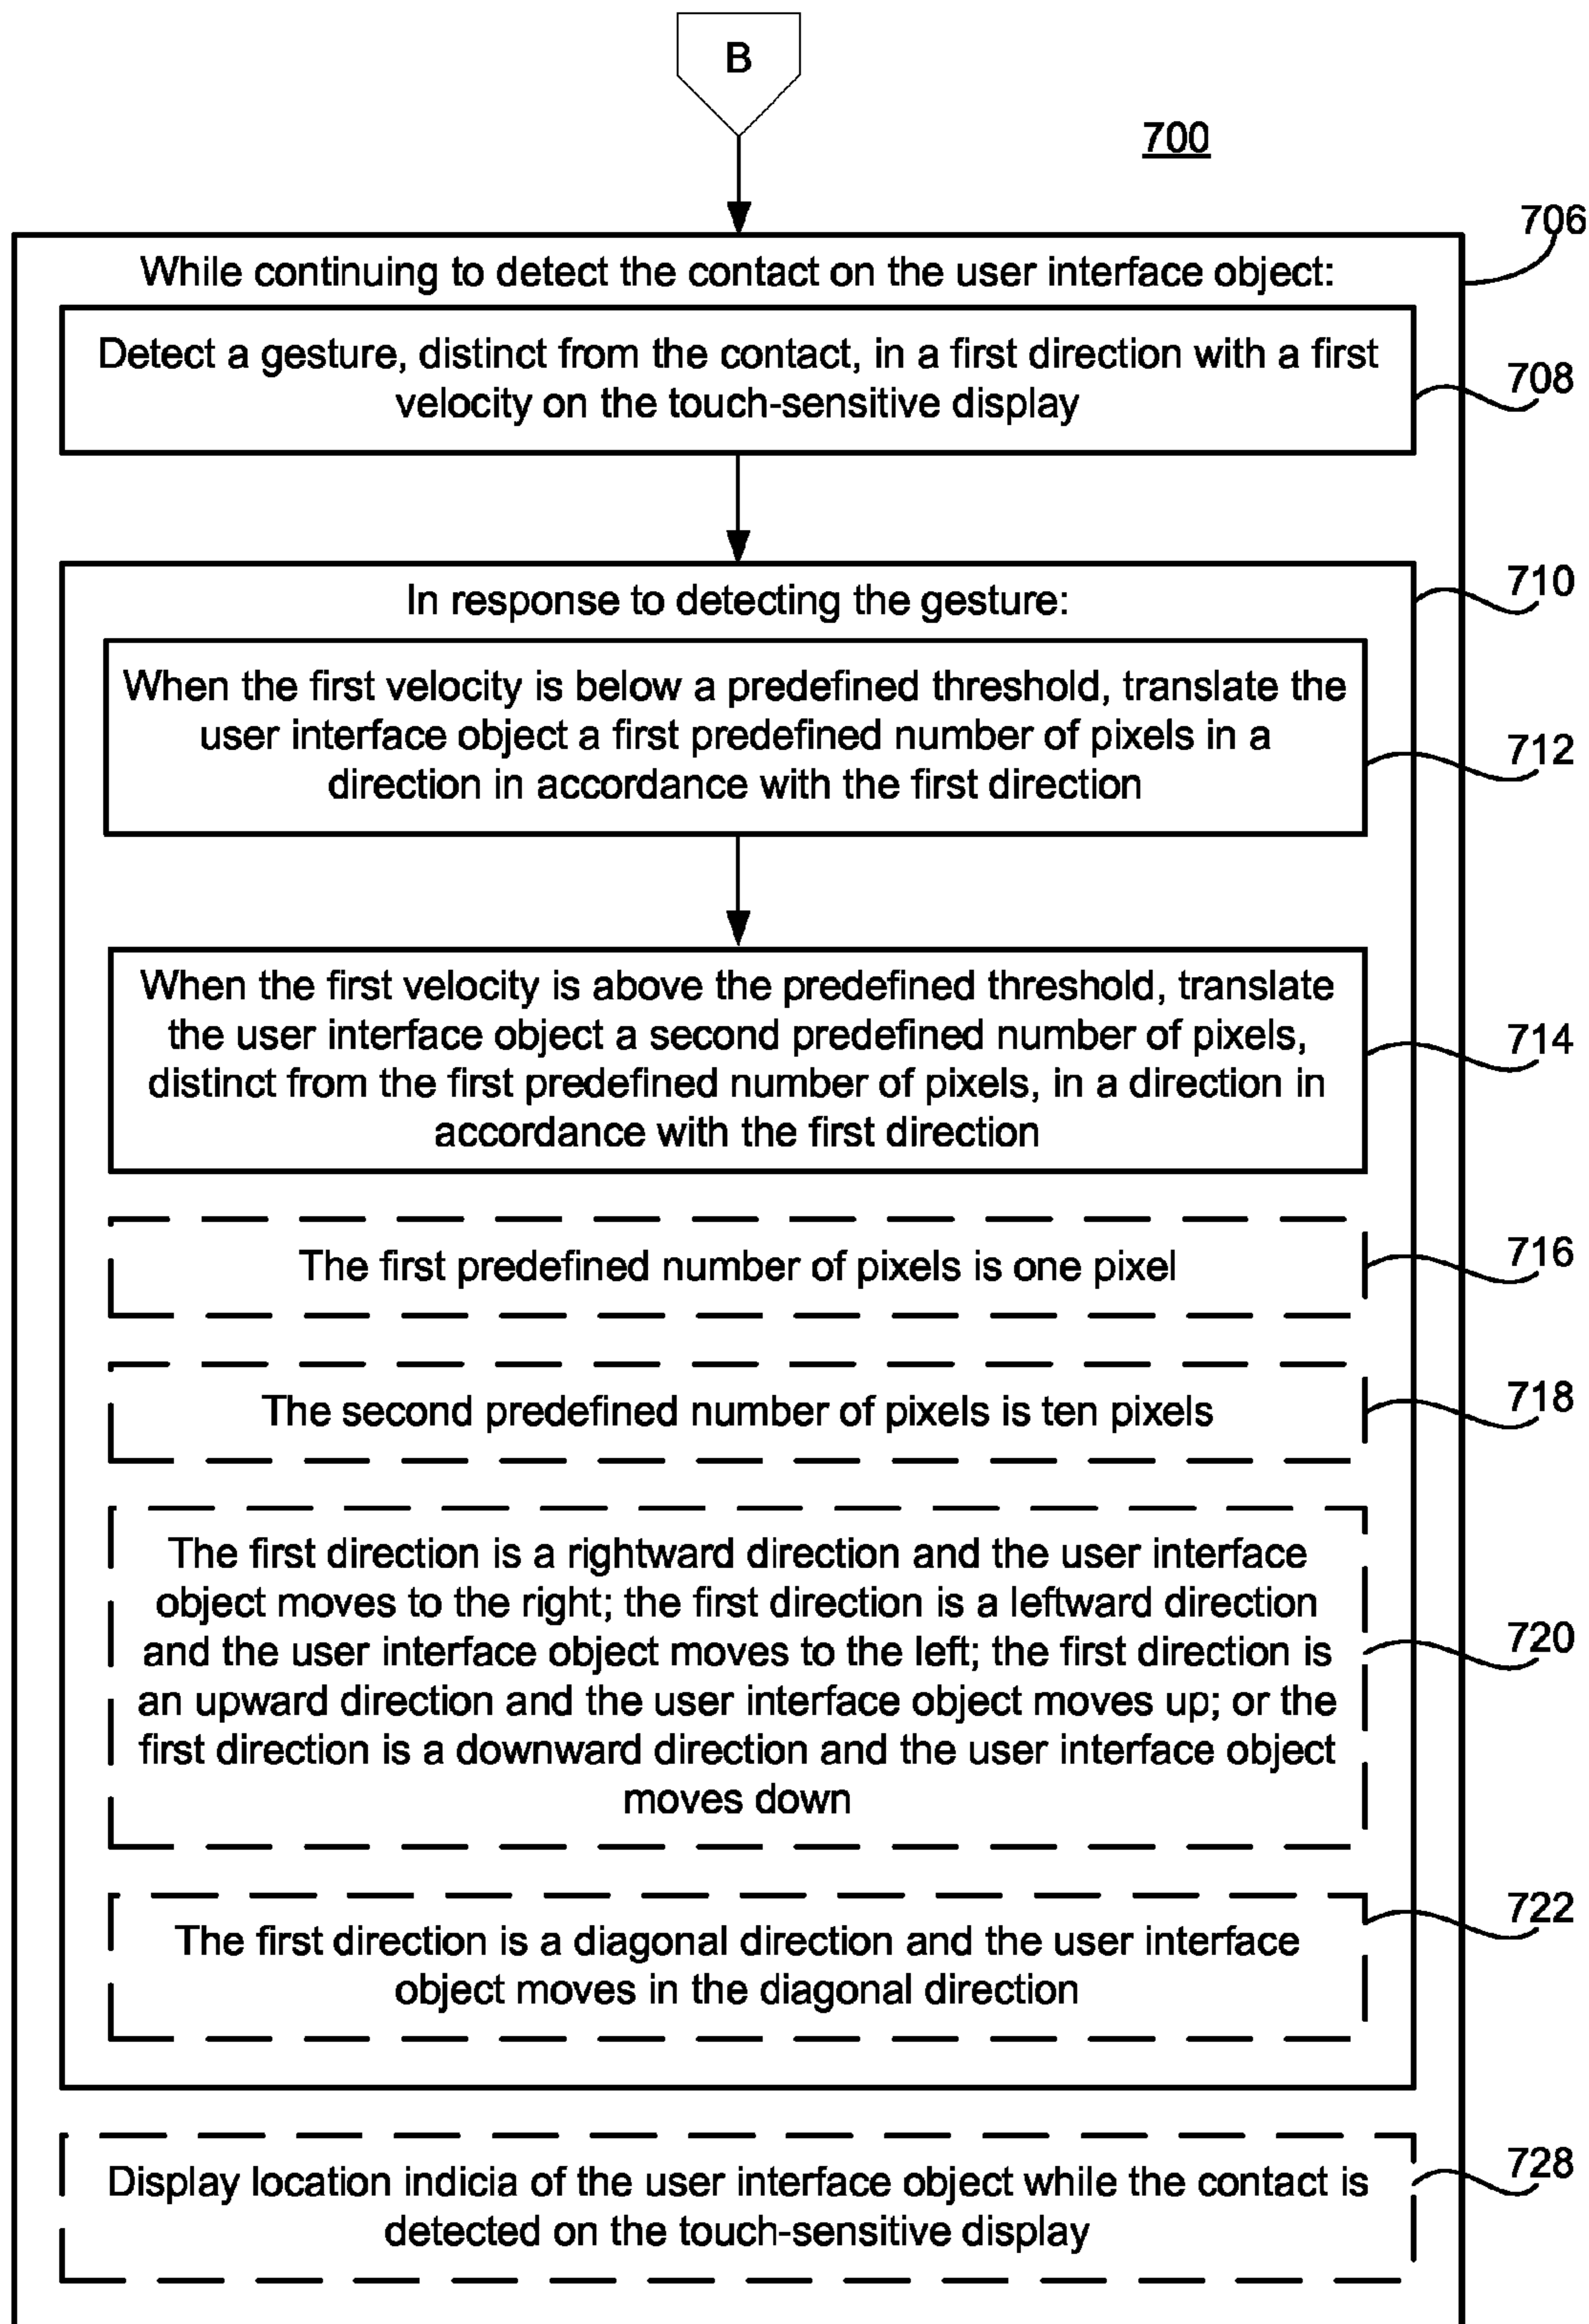 B
700
706
While continuing to detect the contact on the user interface object:
Detect a gesture, distinct from the contact, in a first direction with a first
velocity on the touch-sensitive display
708
In response to detecting the gesture:
710
When the first velocity is below a predefined threshold, translate the
user interface object a first predefined number of pixels in a
direction in accordance with the first direction
712
When the first velocity is above the predefined threshold, translate
the user interface object a second predefined number of pixels,
distinct from the first predefined number of pixels, in a direction in
accordance with the first direction
714
The first predefined number of pixels is one pixel
716
The second predefined number of pixels is ten pixels
718
The first direction is a rightward direction and the user interface
object moves to the right; the first direction is a leftward direction
and the user interface object moves to the left; the first direction is
an upward direction and the user interface object moves up; or the
first direction is a downward direction and the user interface object
moves down
720
The first direction is a diagonal direction and the user interface
object moves in the diagonal direction
722
Display location indicia of the user interface object while the contact is
detected on the touch-sensitive display
728